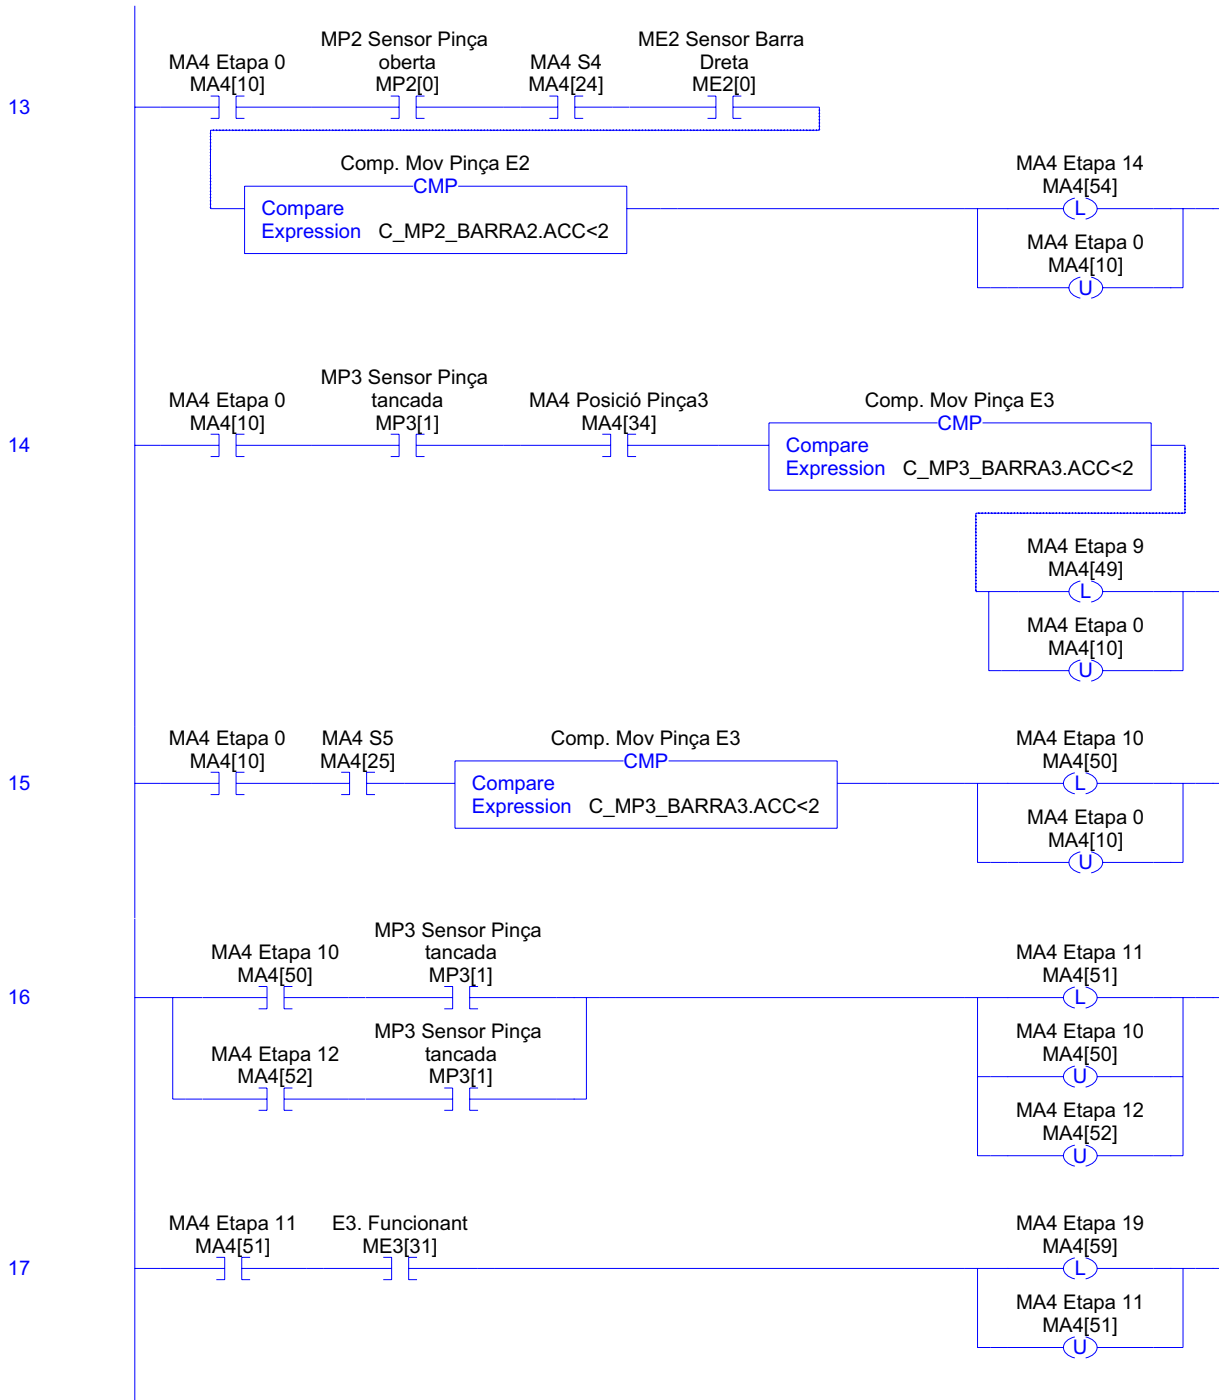 MA4 Etapa 0
MA4[10]
MP2 Sensor Pinça
oberta
MP2[0]
MA4 S4
MA4[24]
ME2 Sensor Barra
Dreta
ME2[0]
13
Comp. Mov Pinça E2
CMP
Compare
Expression C_MP2_BARRA2.ACC<2
MA4 Etapa 14
MA4[54]
L
MA4 Etapa 0
MA4[10]
U
MA4 Etapa 0
MA4[10]
MP3 Sensor Pinça
tancada
MP3[1]
MA4 Posició Pinça3
MA4[34]
14
Comp. Mov Pinça E3
CMP
Compare
Expression C_MP3_BARRA3.ACC<2
MA4 Etapa 9
MA4[49]
L
MA4 Etapa 0
MA4[10]
U
MA4 Etapa 0
MA4[10]
MA4 S5
MA4[25]
15
Comp. Mov Pinça E3
CMP
Compare
Expression C_MP3_BARRA3.ACC<2
MA4 Etapa 10
MA4[50]
L
MA4 Etapa 0
MA4[10]
U
MA4 Etapa 10
MA4[50]
MP3 Sensor Pinça
tancada
MP3[1]
16
MA4 Etapa 12
MA4[52]
MP3 Sensor Pinça
tancada
MP3[1]
MA4 Etapa 11
MA4[51]
L
MA4 Etapa 10
MA4[50]
U
MA4 Etapa 12
MA4[52]
U
MA4 Etapa 11
MA4[51]
E3. Funcionant
ME3[31]
17
MA4 Etapa 19
MA4[59]
L
MA4 Etapa 11
MA4[51]
U